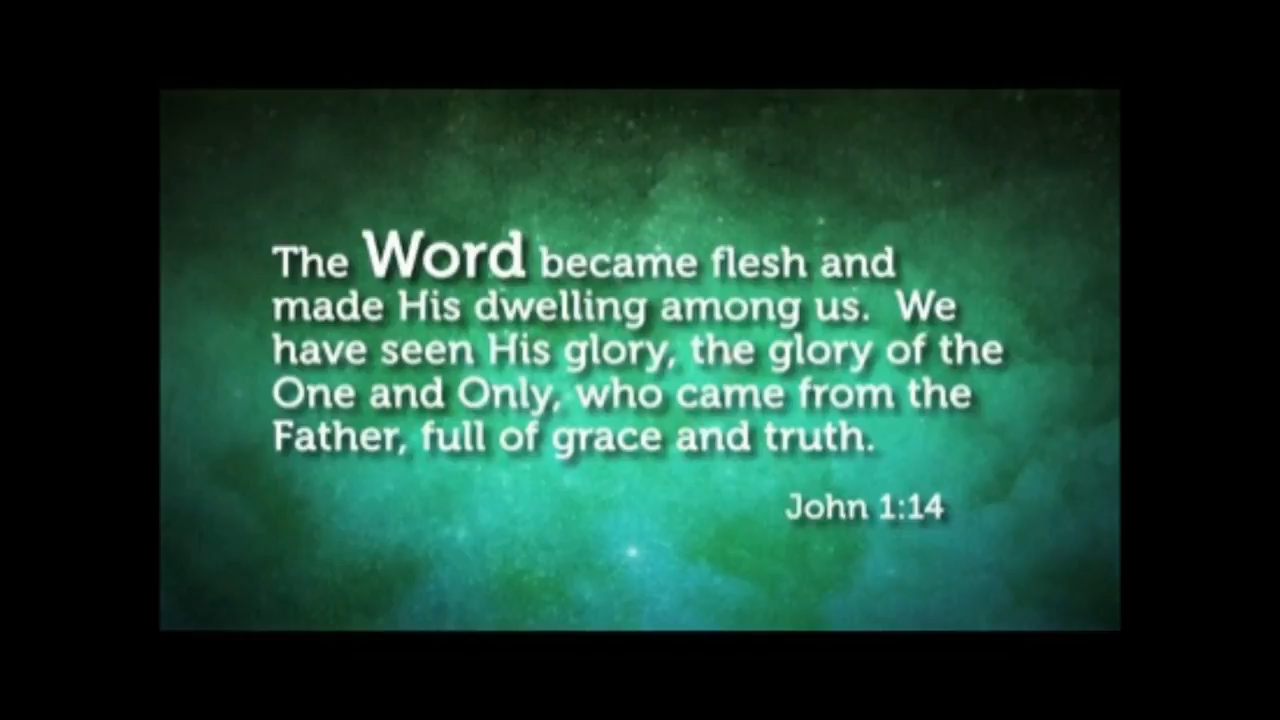 The Word became flesh and
made His dwelling among us.  We
have seen His glory, the glory of the
One and Only, who came from the
Father, full of grace and truth.
John 1:14